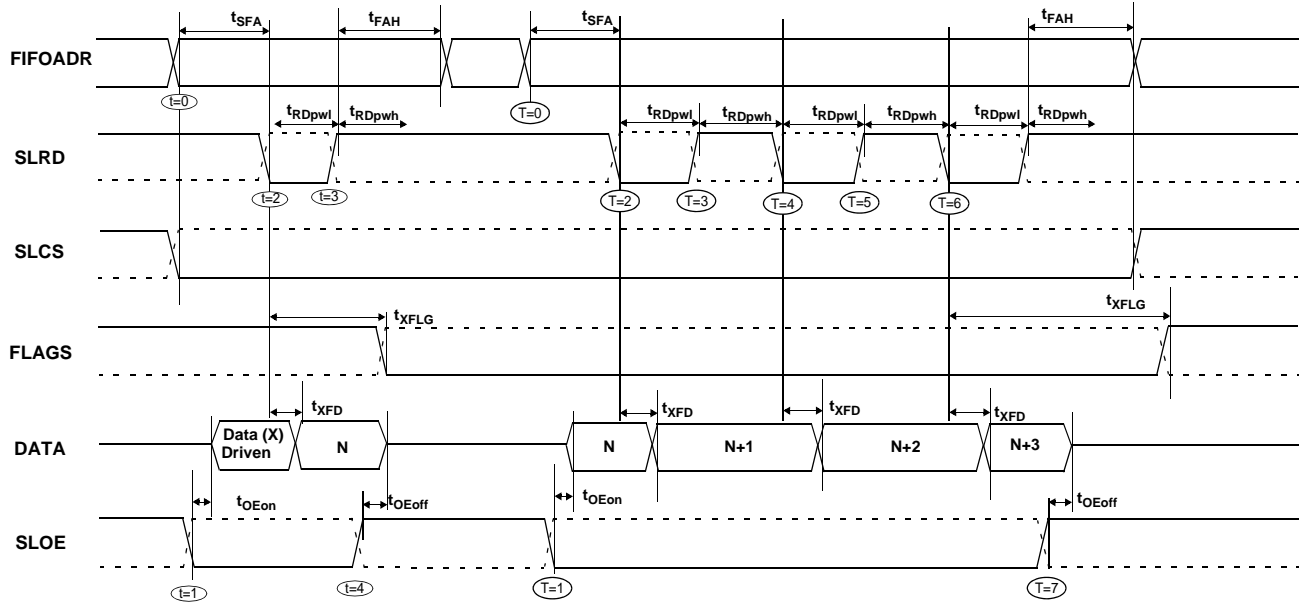 tSFA tFAH tSFA tFAH
FIFOADR
t=0 T=0
tRDpwl tRDpwh tRDpwl tRDpwh tRDpwl tRDpwh tRDpwl tRDpwh
SLRD
t=2 t=3 T=2 T=3 T=4 T=5 T=6
SLCS
tXFLG tXFLG
FLAGS
tXFD tXFD tXFD tXFD
DATA
Data (X)
Driven
N N N+1 N+2 N+3
tOEon tOEoff tOEon tOEoff
SLOE
t=1 t=4 T=1 T=7